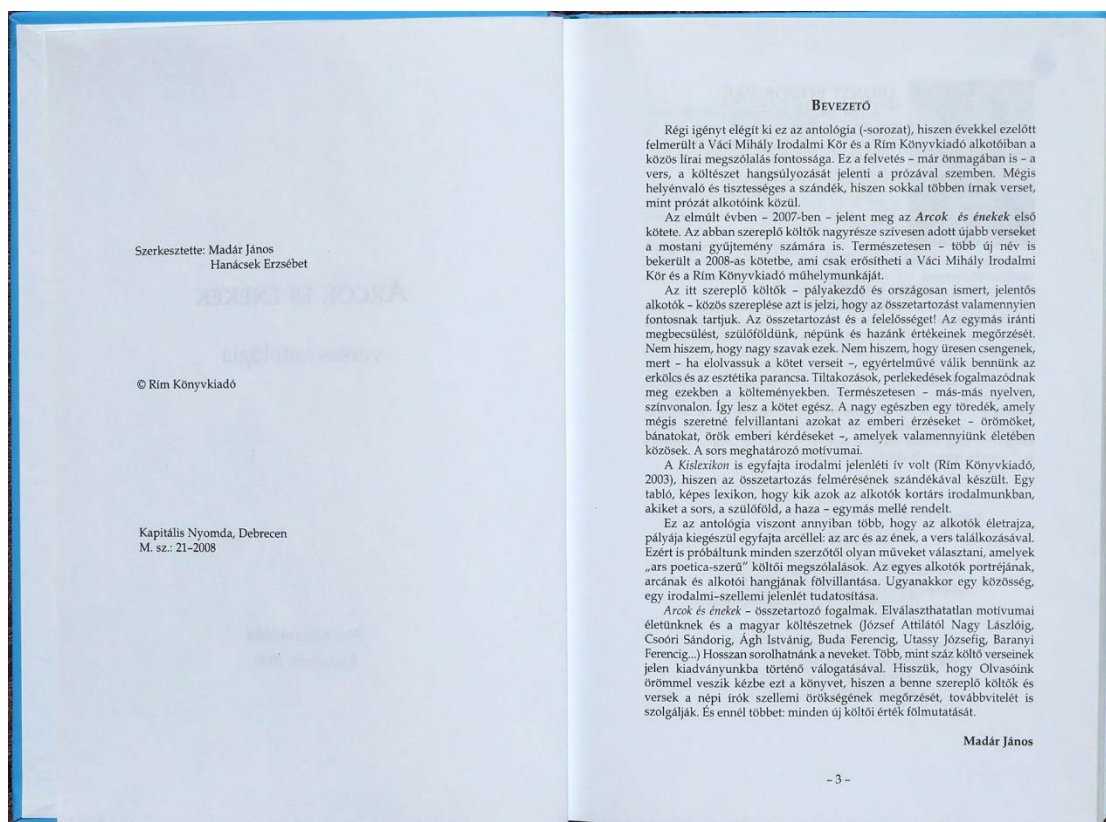 Szerkesztette: Madár János
Hanácsek Erzsébet
© Rím Könyvkiadó
Kapitális Nyomda, Debrecen
M. sz.: 21–2008
BEVEZETŐ
Régi igényt elégít ki ez az antológia (-sorozat), hiszen évekkel ezelőtt
felmerült a Váci Mihály Irodalmi Kör és a Rím Könyvkiadó alkotóiban a
közös lírai megszólalás fontossága. Ez a felvetés – már önmagában is – a
vers, a költészet hangsúlyozását jelenti a prózával szemben. Mégis
helyénvaló és tisztességes a szándék, hiszen sokkal többen írnak verset,
mint prózát alkotóink közül.
Az elmúlt évben – 2007-ben – jelent meg az Arcok és énekek első
kötete. Az abban szereplő költők nagyrésze szívesen adott újabb verseket
a mostani gyűjtemény számára is. Természetesen – több új név is
bekerült a 2008-as kötetbe, ami csak erősítheti a Váci Mihály Irodalmi
Kör és a Rím Könyvkiadó műhelymunkáját.
Az itt szereplő költők – pályakezdő és országosan ismert, jelentős
alkotók – közös szereplése azt is jelzi, hogy az összetartozást valamennyien
fontosnak tartjuk. Az összetartozást és a felelősséget! Az egymás iránti
megbecsülést, szülőföldünk, népünk és hazánk értékeinek megőrzését.
Nem hiszem, hogy nagy szavak ezek. Nem hiszem, hogy üresen csengenek,
mert – ha elolvassuk a kötet verseit –, egyértelművé válik bennünk az
erkölcs és az esztétika parancsa. Tiltakozások, perlekedések fogalmazódnak
meg ezekben a költeményekben. Természetesen – más-más nyelven,
színvonalon. Így lesz a kötet egész. A nagy egészben egy töredék, amely
mégis szeretné felvillantani azokat az emberi érzéseket – örömöket,
bánatokat, örök emberi kérdéseket –, amelyek valamennyiünk életében
közösek. A sors meghatározó motívumai.
A Kislexikon is egyfajta irodalmi jelenléti ív volt (Rím Könyvkiadó,
2003), hiszen az összetartozás felmérésének szándékával készült. Egy
tabló, képes lexikon, hogy kik azok az alkotók kortárs irodalmunkban,
akiket a sors, a szülőföld, a haza – egymás mellé rendelt.
Ez az antológia viszont annyiban több, hogy az alkotók életrajza,
pályája kiegészül egyfajta arcéllel: az arc és az ének, a vers találkozásával.
Ezért is próbáltunk minden szerzőtől olyan műveket választani, amelyek
„ars poetica-szerű” költői megszólalások. Az egyes alkotók portréjának,
arcának és alkotói hangjának fölvillantása. Ugyanakkor egy közösség,
egy irodalmi–szellemi jelenlét tudatosítása.
Arcok és énekek – összetartozó fogalmak. Elválaszthatatlan motívumai
életünknek és a magyar költészetnek (József Attilától Nagy Lászlóig,
Csoóri Sándorig, Ágh Istvánig, Buda Ferencig, Utassy Józsefig, Baranyi
Ferencig...) Hosszan sorolhatnánk a neveket. Több, mint száz költő verseinek
jelen kiadványunkba történő válogatásával. Hisszük, hogy Olvasóink
örömmel veszik kézbe ezt a könyvet, hiszen a benne szereplő költők és
versek a népi írók szellemi örökségének megőrzését, továbbvitelét is
szolgálják. És ennél többet: minden új költői érték fölmutatását.
Madár János
– 3 –